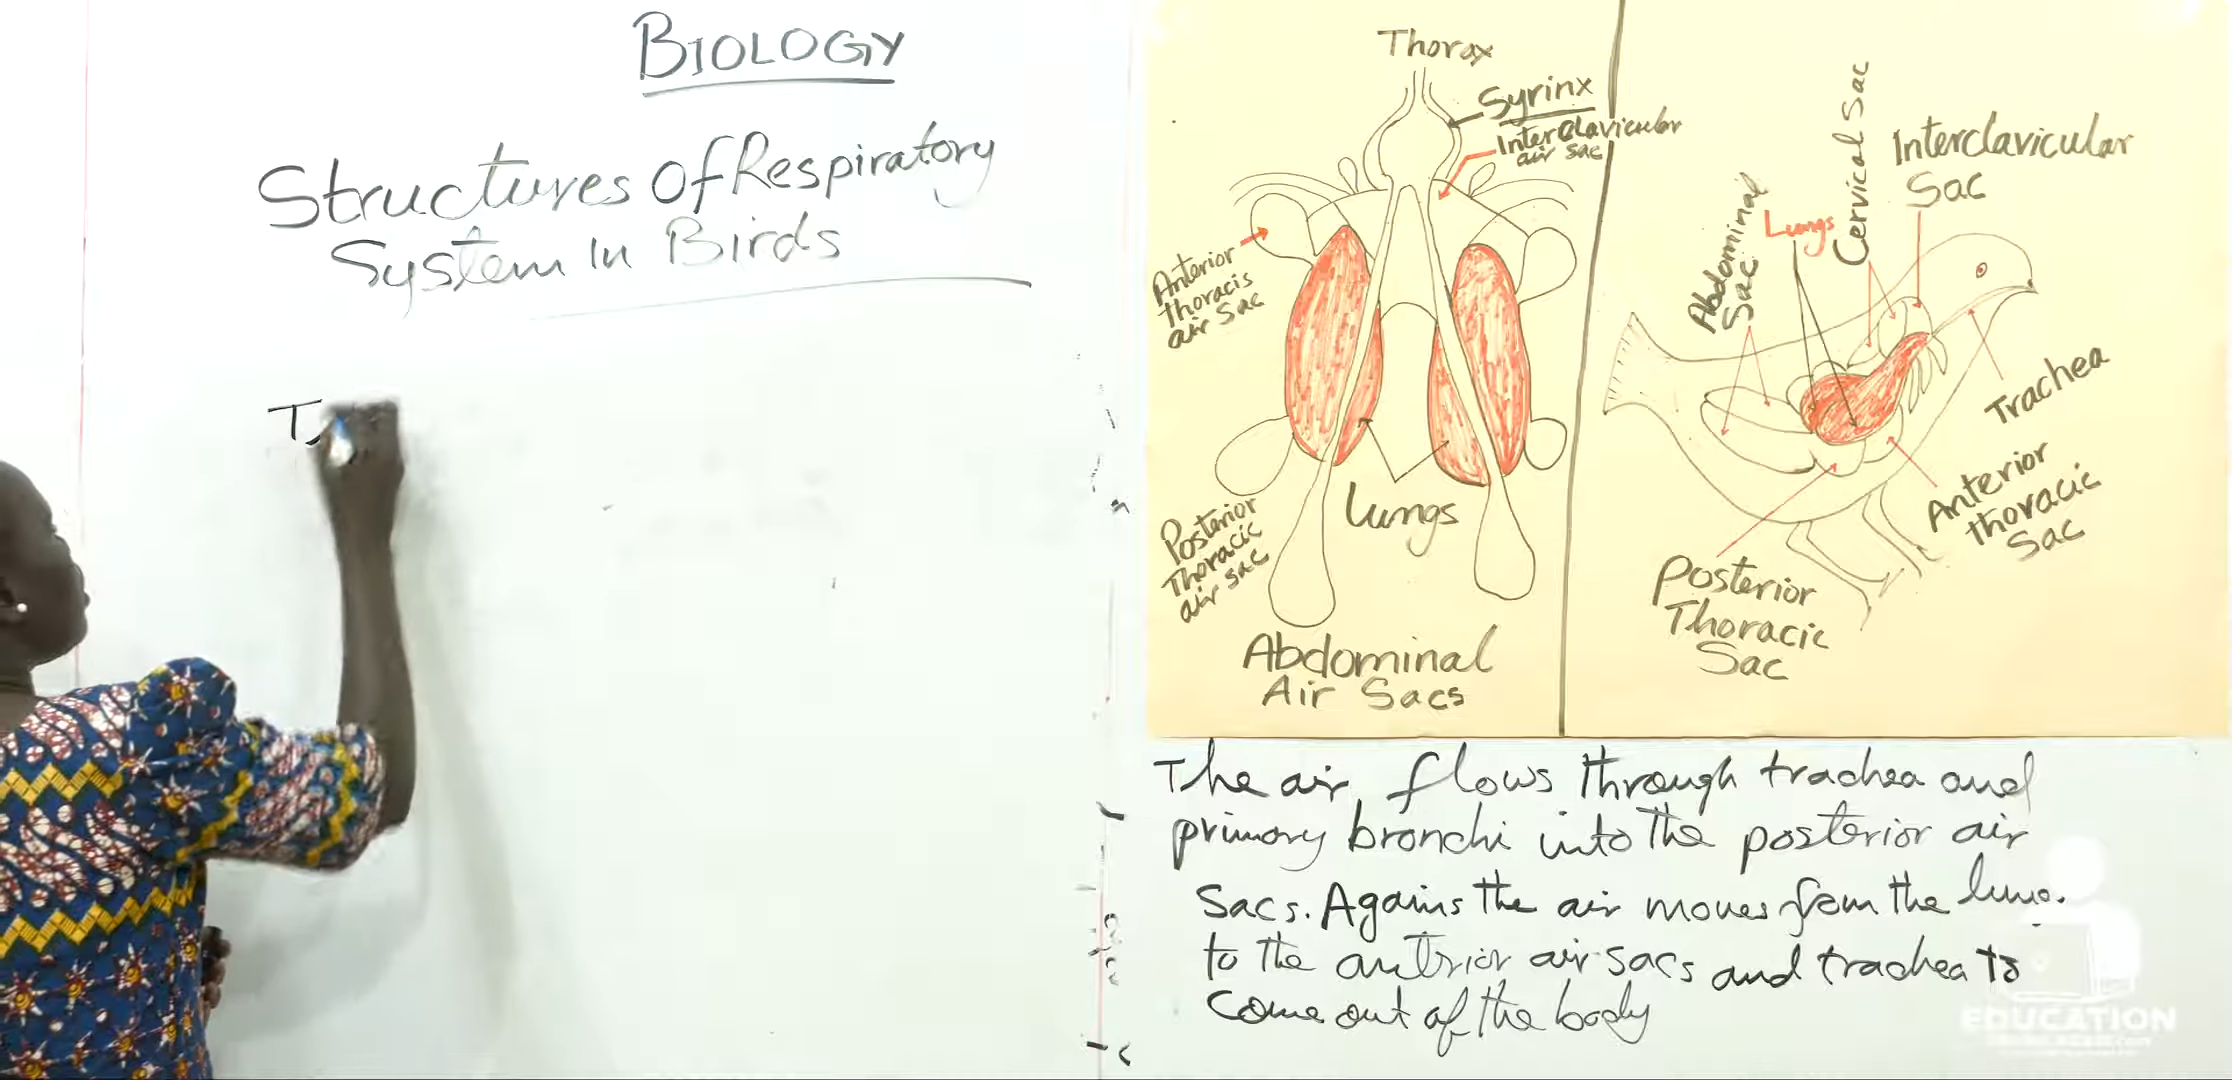 BIOLOGY
Structures Of Respiratory
System In Birds
T
Thorax
Syrinx
Interclavicular
air sac
Anterior
thoracis
air sac
Posterior
Thoracic
air sac
Lungs
Abdominal
Air Sacs
Abdominal
Sac
Lungs
Cervical Sac
Interclavicular
Sac
Trachea
Anterior
thoracic
Sac
Posterior
Thoracic
Sac
The air flows through trachea and
primary bronchi into the posterior air
Sacs. Agains the air moves from the
to the air sacs and trachea to
come out of the body
EDUCATION